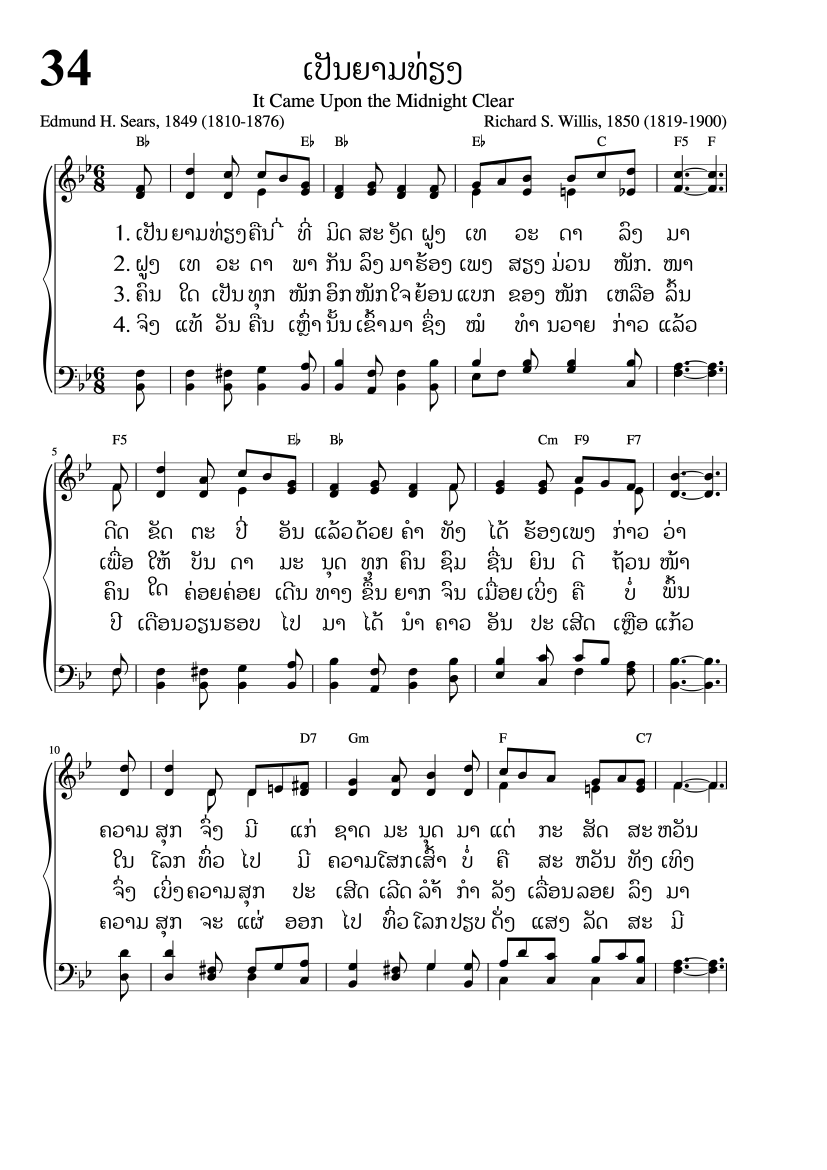 34
ເປັນຍາມທ່ຽງ
It Came Upon the Midnight Clear
Edmund H. Sears, 1849 (1810-1876) Richard S. Willis, 1850 (1819-1900)
B♭ E♭ B♭ E♭ C F5 F
1. ເປັນ ຍາມທ່ຽງ ຄືນ ີ່ ທີ່ ມິດ ສະ ງັດ ຝູງ ເທ ວະ ດາ ລົງ ມາ
2. ຝູງ ເທ ວະ ດາ ພາ ກັນ ລົງ ມາຮ້ອງ ເພງ ສຽງ ມ່ວນ ໜັກ. ໜາ
3. ຄົນ ໃດ ເປັນ ທຸກ ໜັກ ອົກ ໜັກໃຈ ຍ້ອນ ແບກ ຂອງ ໜັກ ເຫລືອ ລົ້ນ
4. ຈິງ ແທ້ ວັນ ຄືນ ເຫຼົ່າ ນັ້ນ ເຂົ້າ ມາ ຊຶ່ງ ໝໍ ທຳ ນວາຍ ກ່າວ ແລ້ວ
5 F5 E♭ B♭ Cm F9 F7
ດີດ ຂັດ ຕະ ປີ່ ອັນ ແລ້ວດ້ວຍ ຄຳ ທັງ ໄດ້ ຮ້ອງເພງ ກ່າວ ວ່າ
ເພື່ອ ໃຫ້ ບັນ ດາ ມະ ນຸດ ທຸກ ຄົນ ຊົມ ຊື່ນ ຍິນ ດີ ຖ້ວນ ໜ້າ
ຄົນ ໃດ ຄ່ອຍຄ່ອຍ ເດີນ ທາງ ຂຶ້ນ ຍາກ ຈົນ ເມື່ອຍ ເບິ່ງ ຄື ບໍ່ ພົ້ນ
ປີ ເດືອນວຽນຮອບ ໄປ ມາ ໄດ້ ນຳ ຄາວ ອັນ ປະ ເສີດ ເຫຼືອ ແກ້ວ
10 D7 Gm F C7
ຄວາມ ສຸກ ຈົ່ງ ມີ ແກ່ ຊາດ ມະ ນຸດ ມາ ແຕ່ ກະ ສັດ ສະ ຫວັນ
ໃນ ໂລກ ທົ່ວ ໄປ ມີ ຄວາມໂສກເສົ້າ ບໍ່ ຄື ສະ ຫວັນ ທັງ ເທິງ
ຈົ່ງ ເບິ່ງ ຄວາມສຸກ ປະ ເສີດ ເລີດ ລ້ຳ ກຳ ລັງ ເລື່ອນລອຍ ລົງ ມາ
ຄວາມ ສຸກ ຈະ ແຜ່ ອອກ ໄປ ທົ່ວ ໂລກປຽບ ດັ່ງ ແສງ ລັດ ສະ ມີ